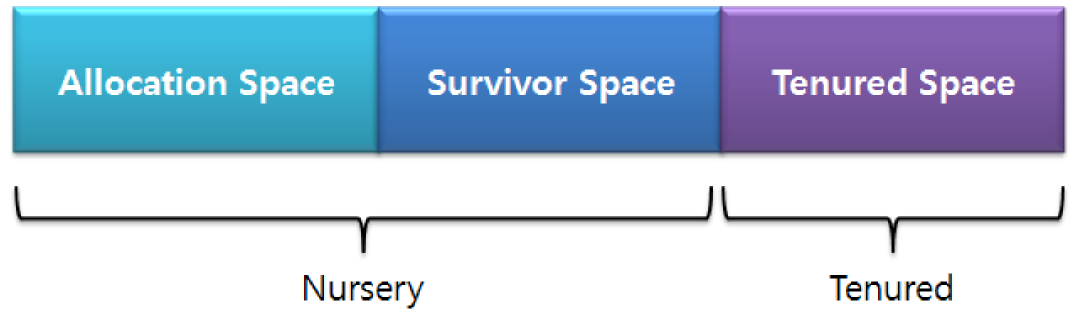 Allocation Space
Survivor Space
Tenured Space
Nursery
Tenured